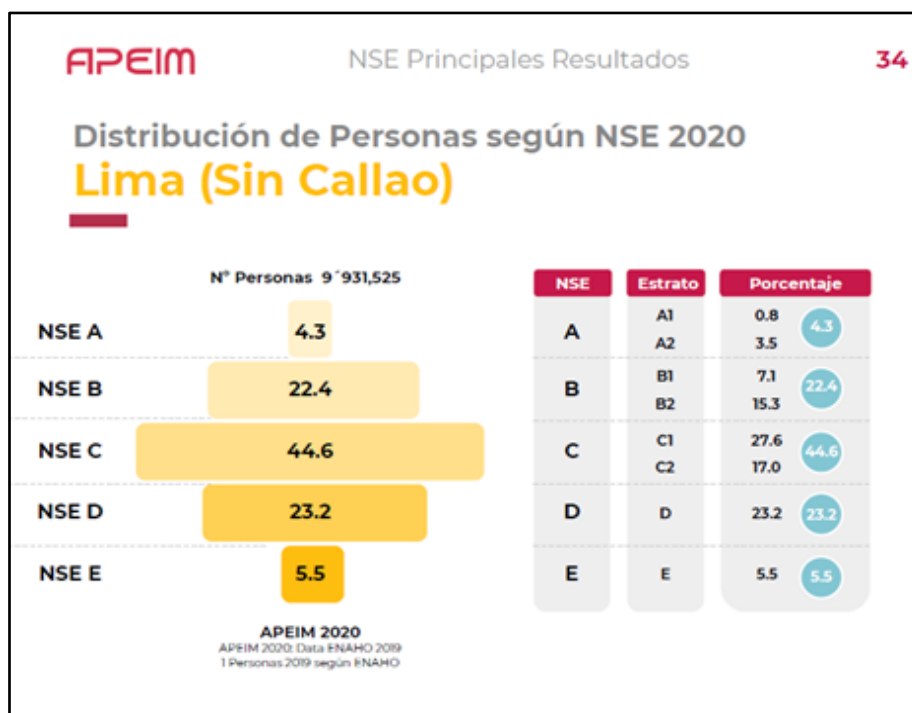 APEIM
NSE Principales Resultados
34
Distribución de Personas según NSE 2020
Lima (Sin Callao)
N° Personas 9´931,525
NSE A
4.3
NSE B
22.4
NSE C
44.6
NSE D
23.2
NSE E
5.5
APEIM 2020
APEIM 2020: Data ENAHO 2019
1 Personas 2019 según ENAHO
NSE Estrato Porcentaje
A A1 0.8 4.3
A2 3.5
B B1 7.1 22.4
B2 15.3
C C1 27.6 44.6
C2 17.0
D D 23.2 23.2
E E 5.5 5.5